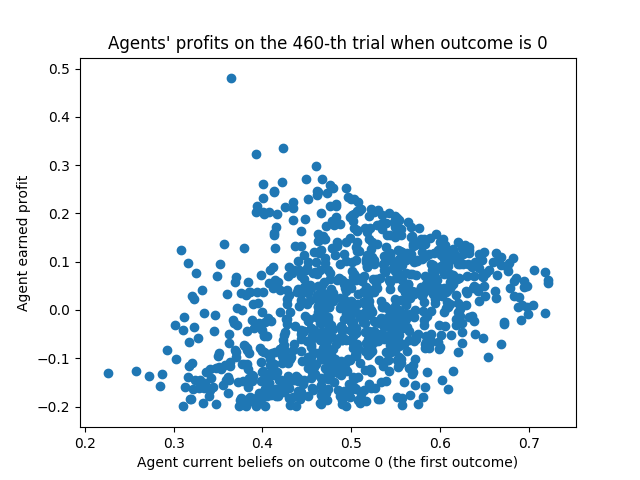 Agents' profits on the 460-th trial when outcome is 0
0.5
0.4
0.3
0.2
0.1
0.0
−0.1
−0.2
Agent earned profit
0.2 0.3 0.4 0.5 0.6 0.7
Agent current beliefs on outcome 0 (the first outcome)